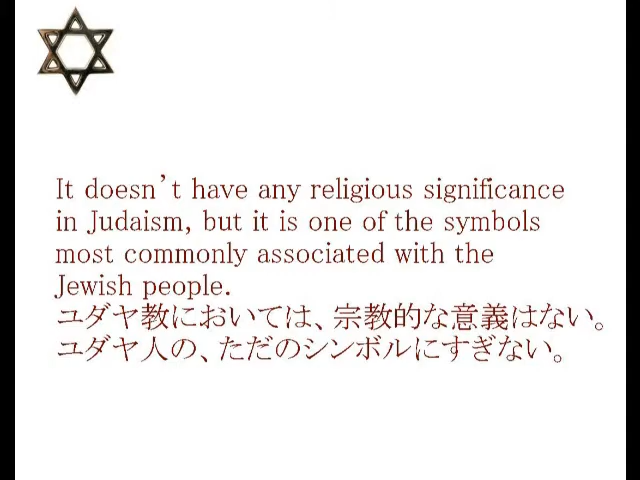 It doesn't have any religious significance
in Judaism, but it is one of the symbols
most commonly associated with the
Jewish people.
ユダヤ教においては、宗教的な意義はない。
ユダヤ人の、ただのシンボルにすぎない。